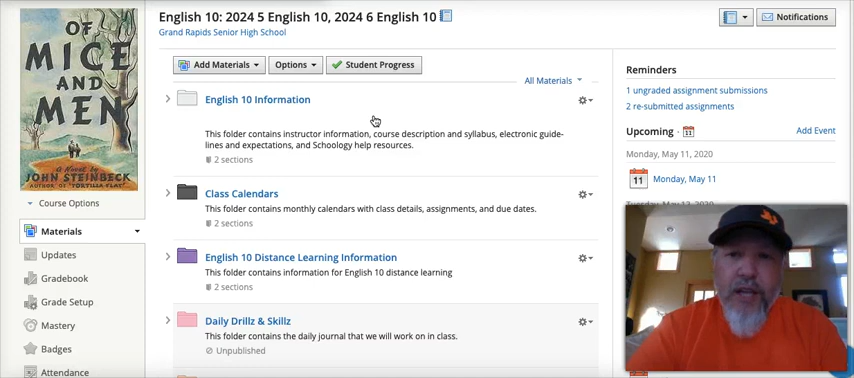 English 10: 2024 5 English 10, 2024 6 English 10
Grand Rapids Senior High School
Notifications
OF
MICE
AND
MEN
A Novel by
JOHN STEINBECK
AUTHOR OF "TORTILLA FLAT"
Course Options
Materials
Updates
Gradebook
Grade Setup
Mastery
Badges
Attendance
Add Materials
Options
Student Progress
All Materials
English 10 Information
This folder contains instructor information, course description and syllabus, electronic guide-
lines and expectations, and Schoology help resources.
2 sections
Class Calendars
This folder contains monthly calendars with class details, assignments, and due dates.
2 sections
English 10 Distance Learning Information
This folder contains information for English 10 distance learning
2 sections
Daily Drillz & Skillz
This folder contains the daily journal that we will work on in class.
Unpublished
Reminders
1 ungraded assignment submissions
2 re-submitted assignments
Upcoming
Add Event
Monday, May 11, 2020
11
Monday, May 11